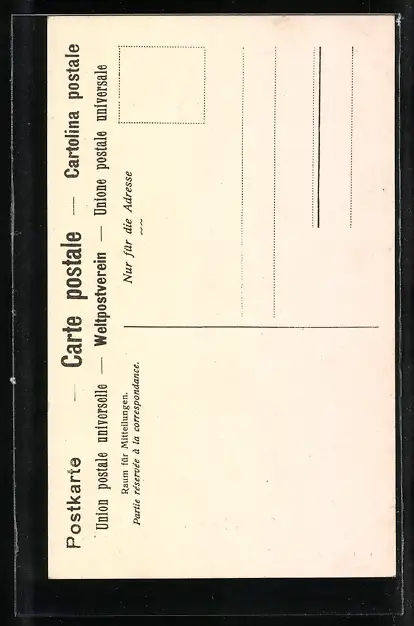 Postkarte — Carte postale — Cartolina postale
Union postale universelle — Weltpostverein — Unione postale universale
Raum für Mitteilungen.
Partie réservée à la correspondance.
Nur für die Adresse